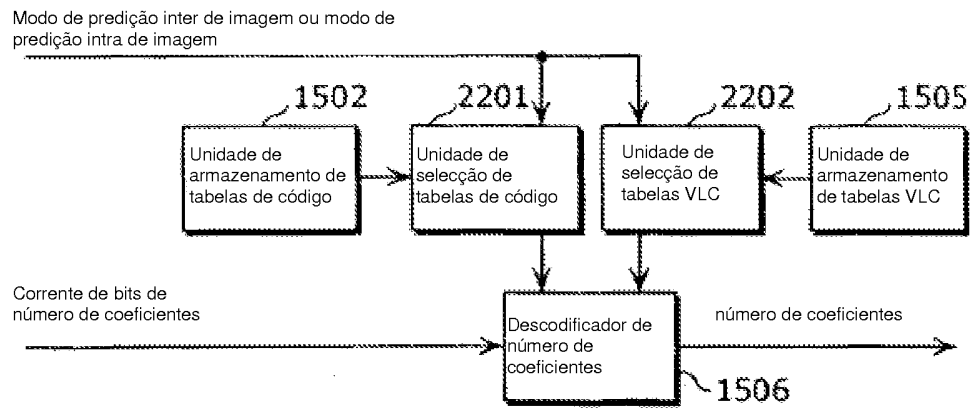 Modo de predição inter de imagem ou modo de
predição intra de imagem
1502
2201
2202
1505
Unidade de
armazenamento de
tabelas de código
Unidade de
selecção de
tabelas de código
Unidade de
selecção de
tabelas VLC
Unidade de
armazenamento
de tabelas VLC
Corrente de bits de
número de coeficientes
Descodificador de
número de
coeficientes
número de coeficientes
1506